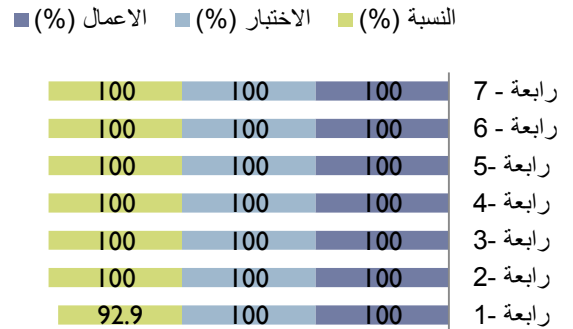 الاعمال (%) الاختبار (%) النسبة (%)
رابعة - 7 100 100 100
رابعة - 6 100 100 100
رابعة -5 100 100 100
رابعة -4 100 100 100
رابعة -3 100 100 100
رابعة -2 100 100 100
رابعة -1 100 100 92.9